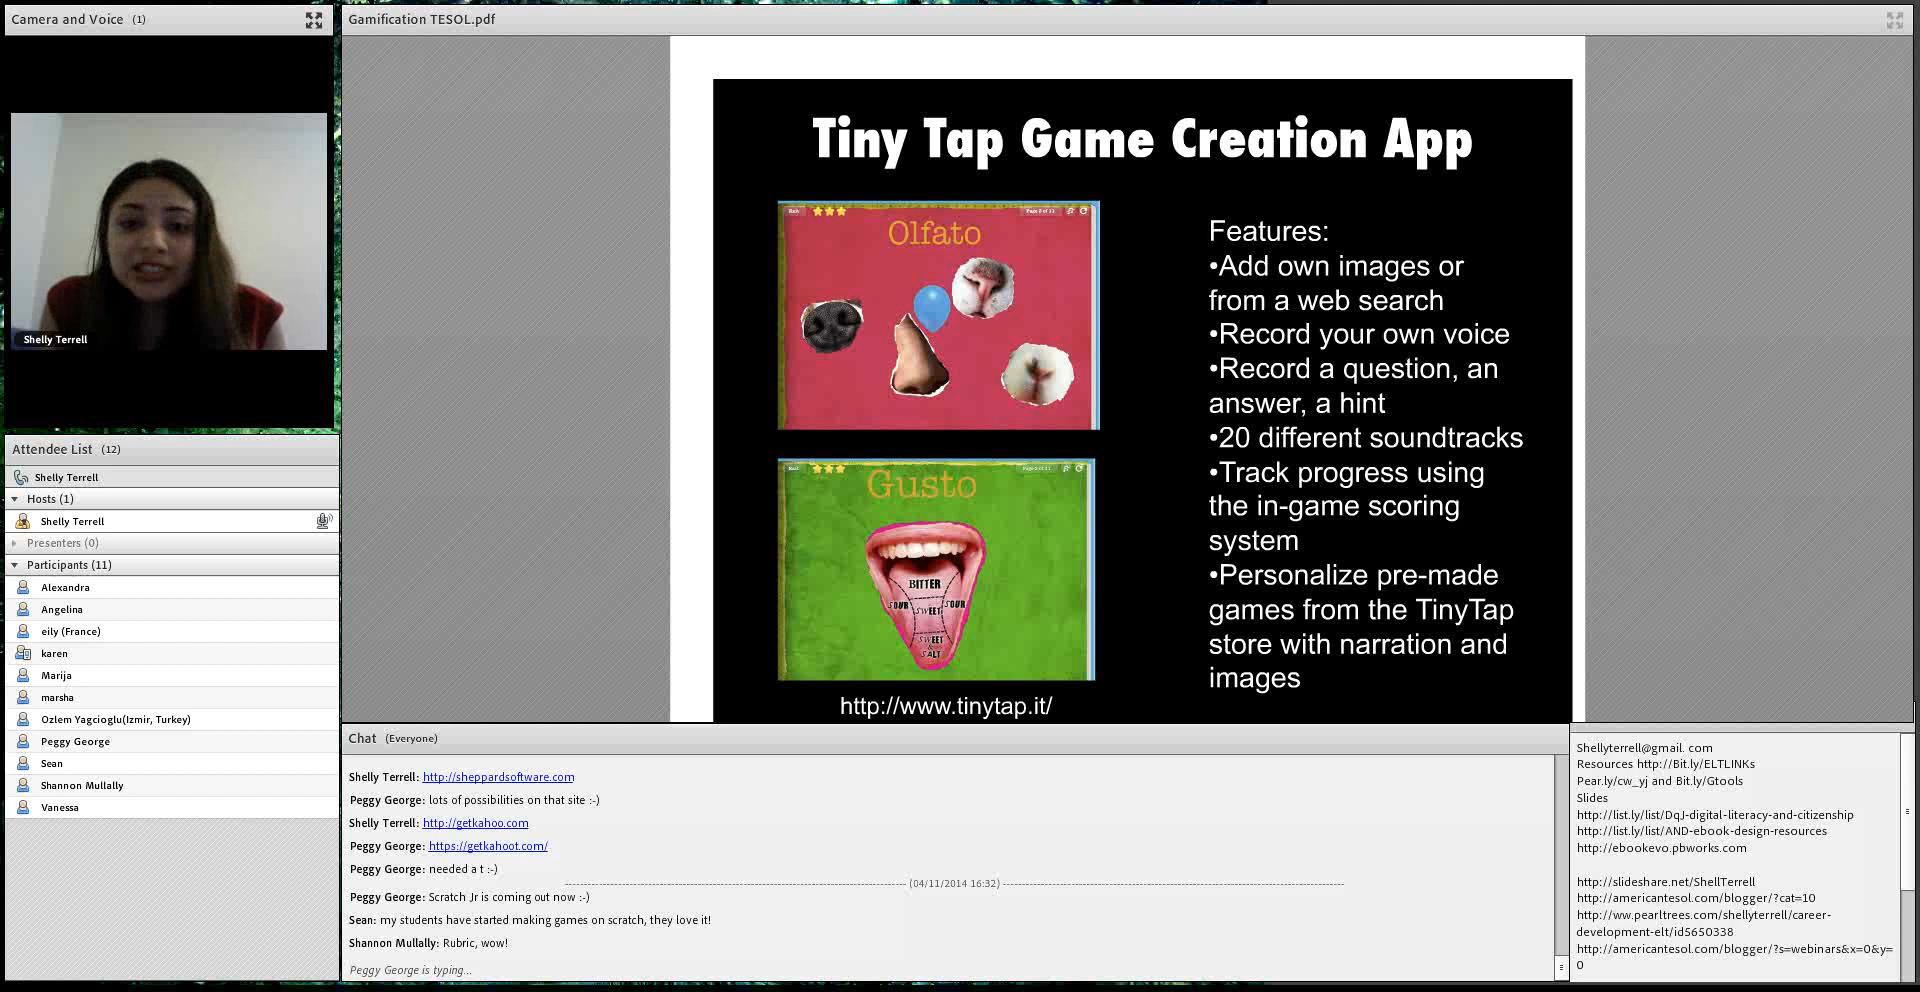 Camera and Voice (1)
Shelly Terrell
Attendee List (12)
Shelly Terrell
Hosts (1)
Shelly Terrell
Presenters (0)
Participants (11)
Alexandra
Angelina
eily (France)
karen
Marija
marsha
Ozlem Yagcioglu(Izmir, Turkey)
Peggy George
Sean
Shannon Mullally
Vanessa
Gamification TESOL.pdf
Tiny Tap Game Creation App
Olfato
Gusto
BITTER
SOUR SWEET SOUR
SWEET
&
SALT
http://www.tinytap.it/
Features:
•Add own images or
from a web search
•Record your own voice
•Record a question, an
answer, a hint
•20 different soundtracks
•Track progress using
the in-game scoring
system
•Personalize pre-made
games from the TinyTap
store with narration and
images
Chat (Everyone)
Shelly Terrell: http://sheppardsoftware.com
Peggy George: lots of possibilities on that site :-)
Shelly Terrell: http://getkahoo.com
Peggy George: https://getkahoot.com/
Peggy George: needed a t :-)
(04/11/2014 16:32)
Peggy George: Scratch Jr is coming out now :-)
Sean: my students have started making games on scratch, they love it!
Shannon Mullally: Rubric, wow!
Peggy George is typing...
Shellyterrell@gmail. com
Resources http://Bit.ly/ELTLINKs
Pear.ly/cw_yj and Bit.ly/Gtools
Slides
http://list.ly/list/DqJ-digital-literacy-and-citizenship
http://list.ly/list/AND-ebook-design-resources
http://ebookevo.pbworks.com
http://slideshare.net/ShellTerrell
http://americantesol.com/blogger/?cat=10
http://ww.pearltrees.com/shellyterrell/career-
development-elt/id5650338
http://americantesol.com/blogger/?s=webinars&x=0&y=
0